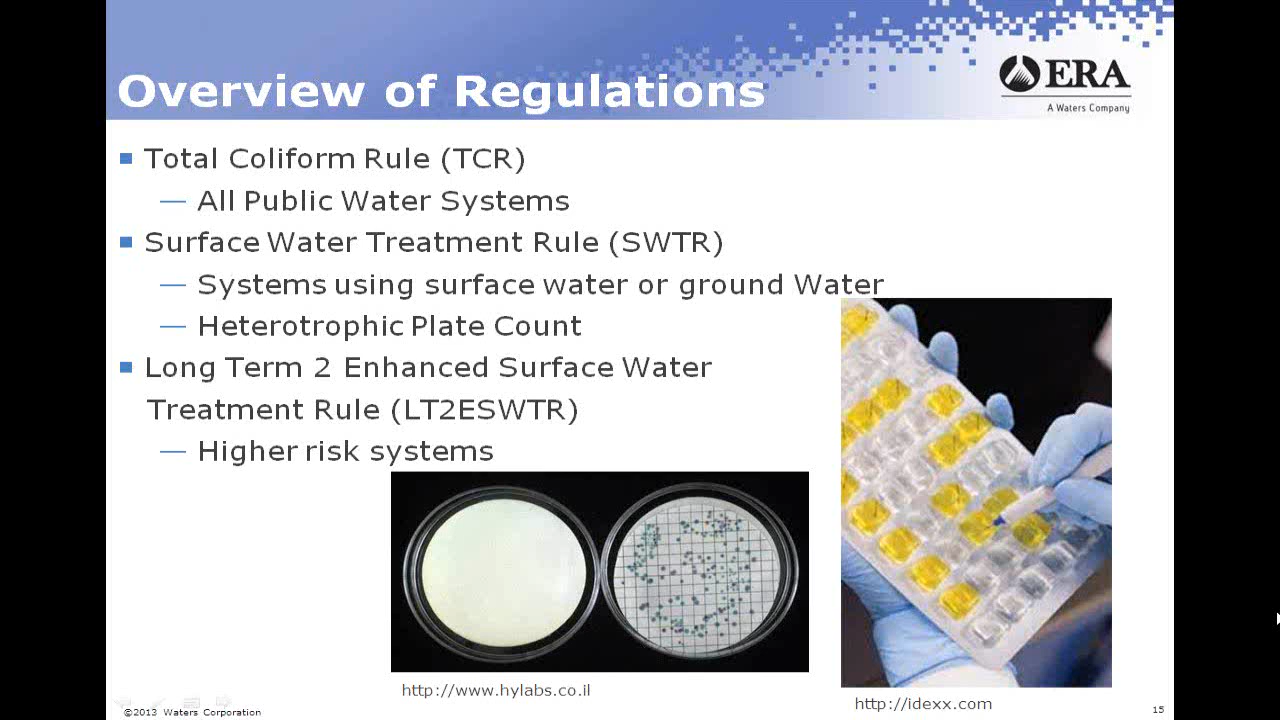 Overview of Regulations
ERA
A Waters Company
Total Coliform Rule (TCR)
— All Public Water Systems
Surface Water Treatment Rule (SWTR)
— Systems using surface water or ground Water
— Heterotrophic Plate Count
Long Term 2 Enhanced Surface Water
Treatment Rule (LT2ESWTR)
— Higher risk systems
http://www.hylabs.co.il
http://idexx.com
©2013 Waters Corporation
15